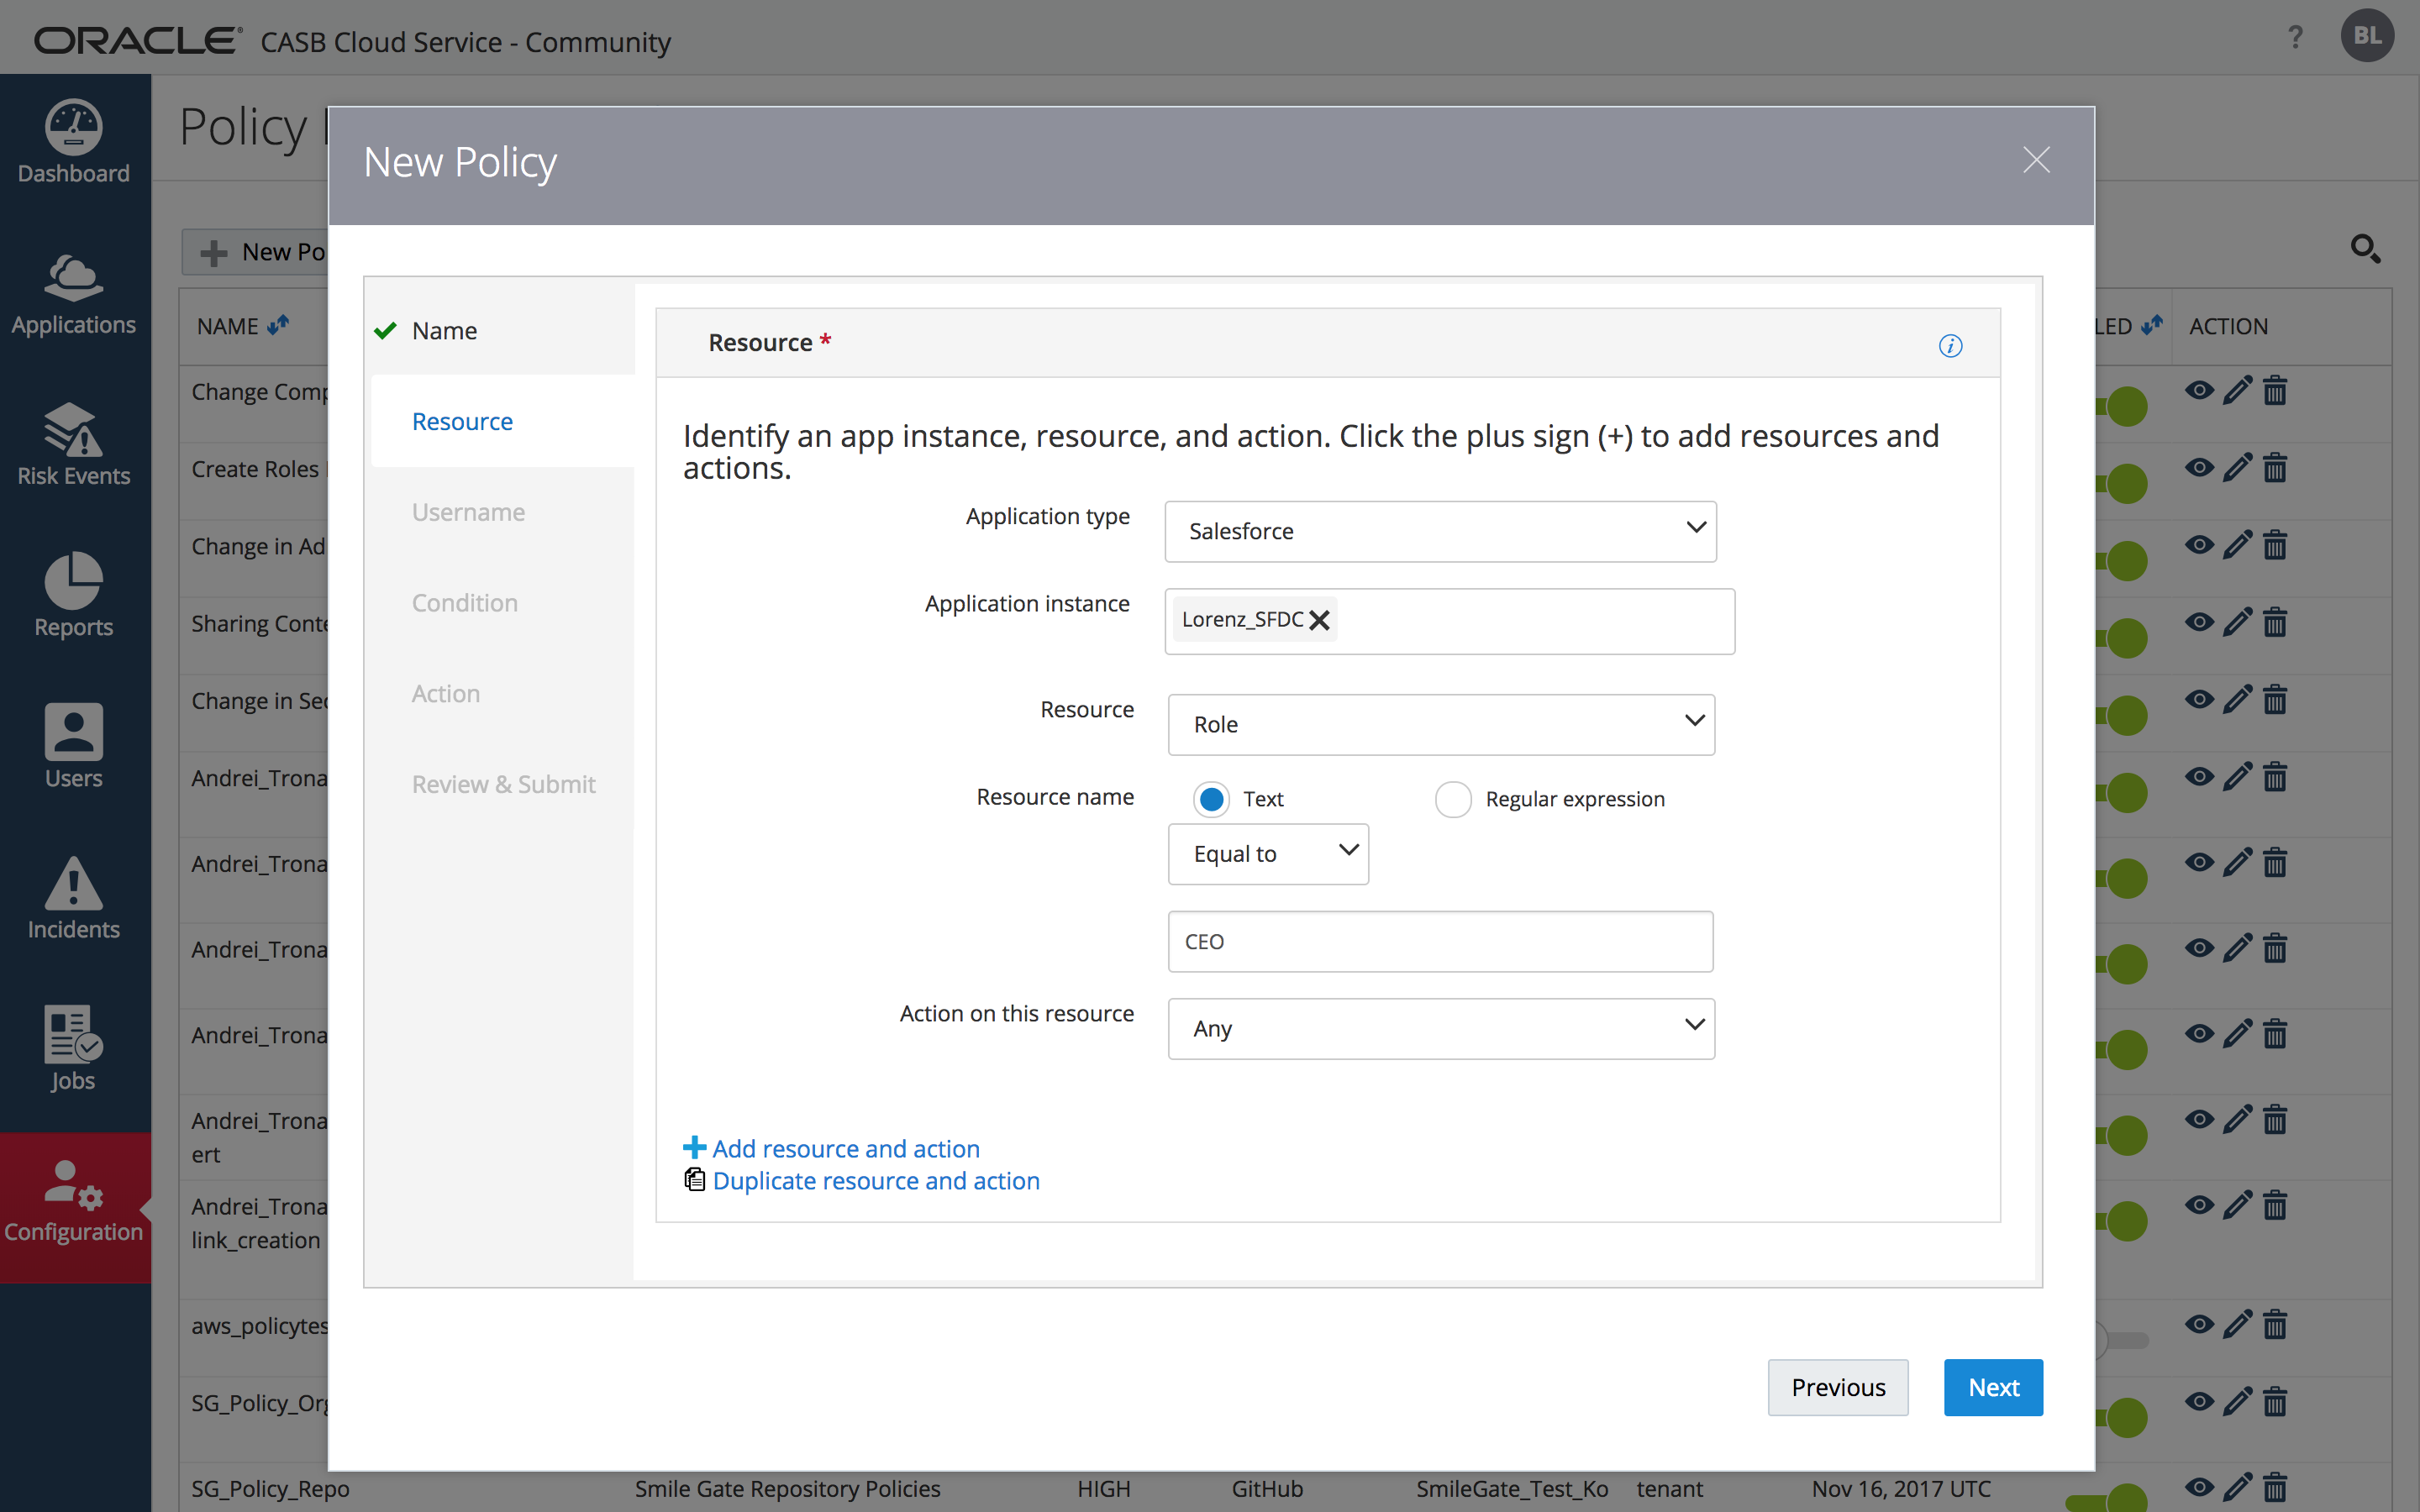 ORACLE® CASB Cloud Service - Community
? BL
Dashboard
Applications
Risk Events
Reports
Users
Incidents
Jobs
Configuration
Policy
New Po
NAME
LED ACTION
Change Comp
Create Roles
Change in Ad
Sharing Conte
Change in Sec
Andrei_Trona
Andrei_Trona
Andrei_Trona
Andrei_Trona
Andrei_Trona
ert
Andrei_Trona
link_creation
aws_policytes
SG_Policy_Org
SG_Policy_Repo Smile Gate Repository Policies HIGH GitHub SmileGate_Test_Ko tenant Nov 16, 2017 UTC
New Policy
Name
Resource
Username
Condition
Action
Review & Submit
Resource *
Identify an app instance, resource, and action. Click the plus sign (+) to add resources and
actions.
Application type Salesforce
Application instance Lorenz_SFDC
Resource Role
Resource name Text Regular expression
Equal to
CEO
Action on this resource Any
Add resource and action
Duplicate resource and action
Previous Next